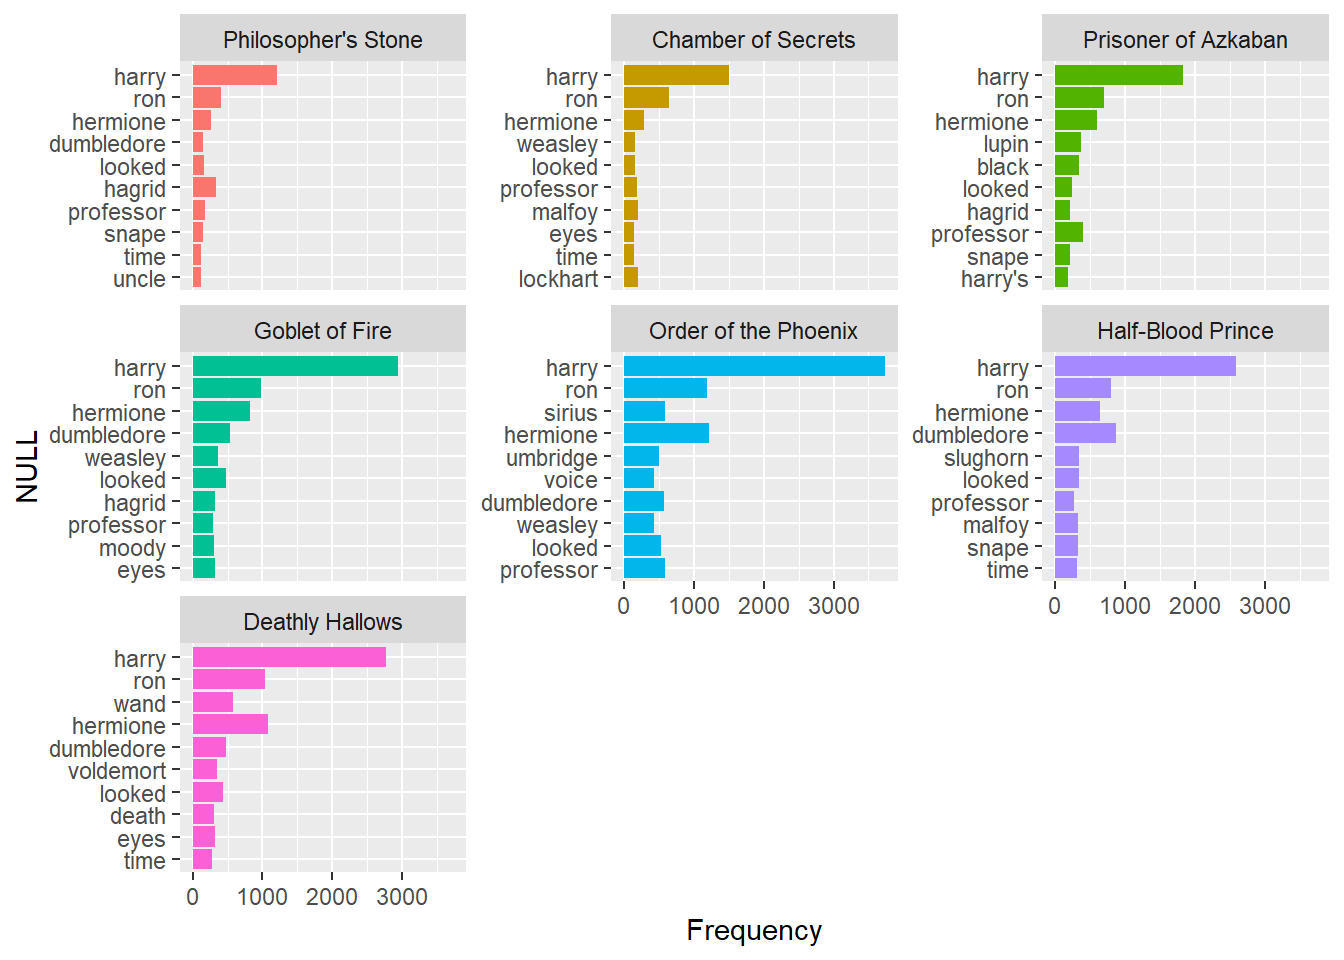 Philosopher's Stone
harry
ron
hermione
dumbledore
looked
hagrid
professor
snape
time
uncle
Chamber of Secrets
harry
ron
hermione
weasley
looked
professor
malfoy
eyes
time
lockhart
Prisoner of Azkaban
harry
ron
hermione
lupin
black
looked
hagrid
professor
snape
harry's
NULL
Goblet of Fire
harry
ron
hermione
dumbledore
weasley
looked
hagrid
professor
moody
eyes
Order of the Phoenix
harry
ron
sirius
hermione
umbridge
voice
dumbledore
weasley
looked
professor
0 1000 2000 3000
Half-Blood Prince
harry
ron
hermione
dumbledore
slughorn
looked
professor
malfoy
snape
time
0 1000 2000 3000
Deathly Hallows
harry
ron
wand
hermione
dumbledore
voldemort
looked
death
eyes
time
0 1000 2000 3000
Frequency